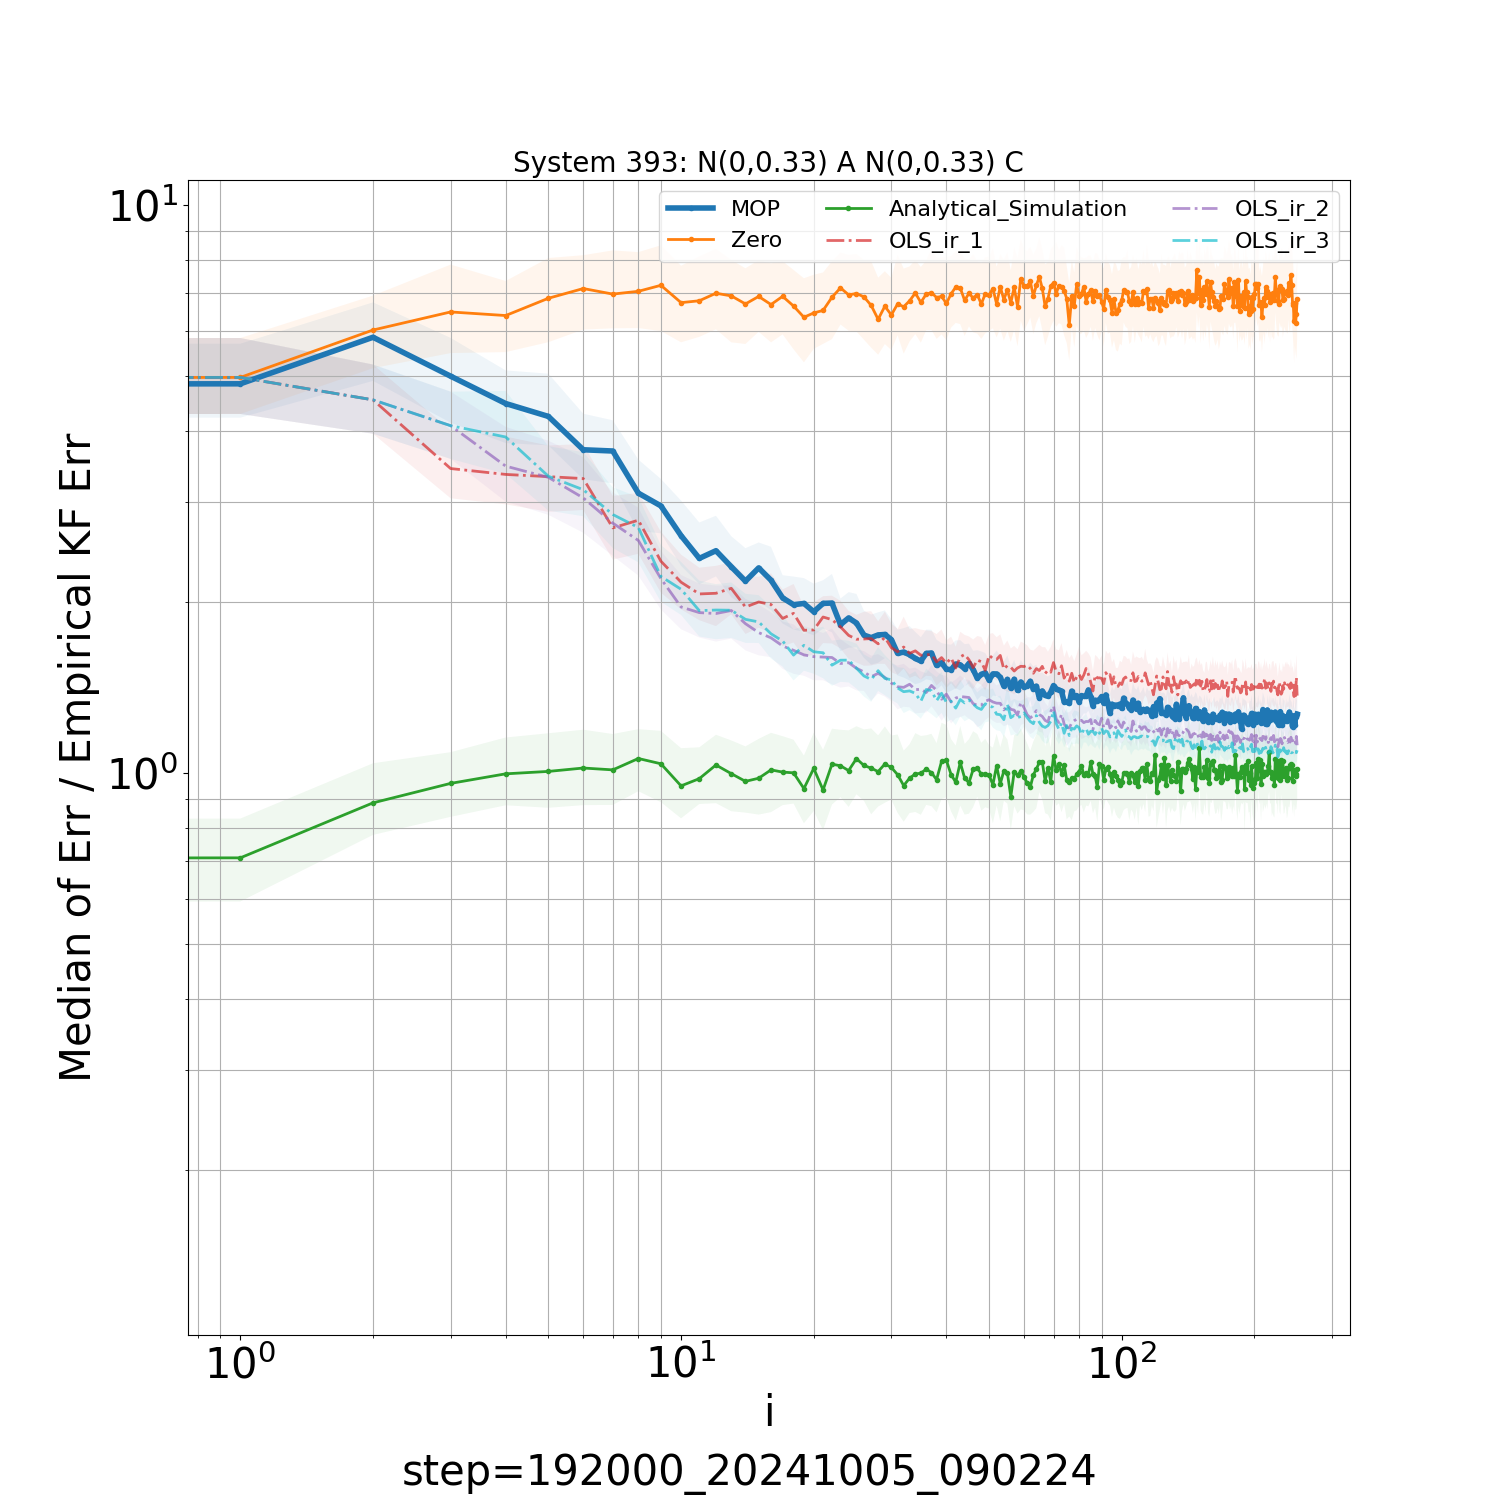 System 393: N(0,0.33) A N(0,0.33) C
MOP
Zero
Analytical_Simulation
OLS_ir_1
OLS_ir_2
OLS_ir_3
Median of Err / Empirical KF Err
10¹
10⁰
10⁰
10¹
10²
i
step=192000_20241005_090224